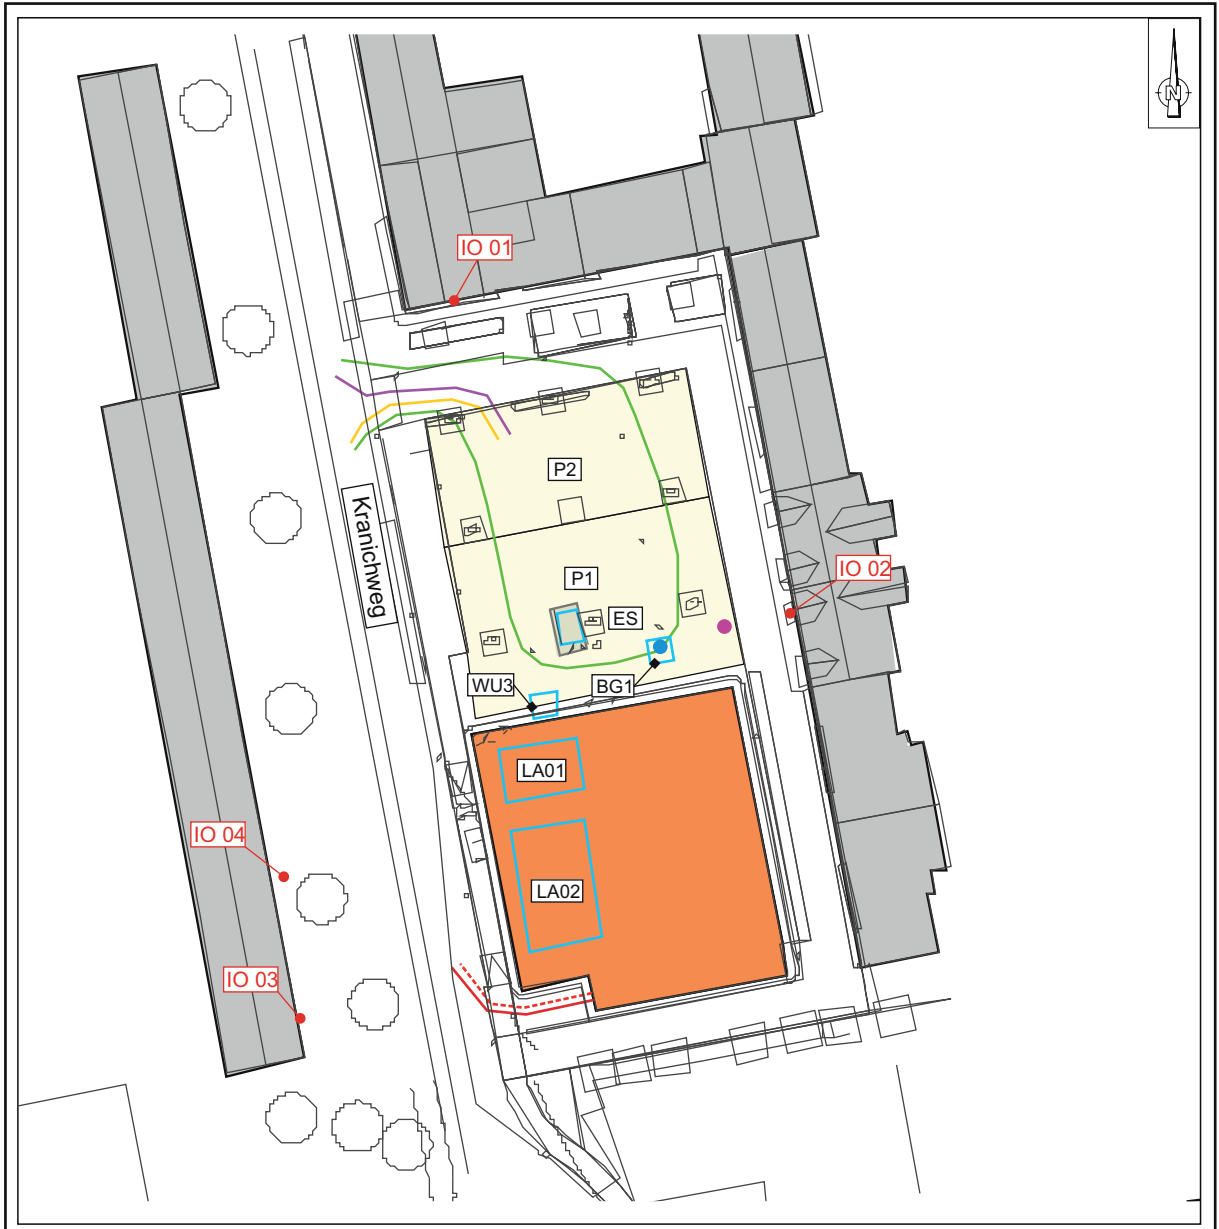 N
IO 01
P2
Kranichweg
P1
IO 02
ES
WU3
BG1
LA01
IO 04
LA02
IO 03